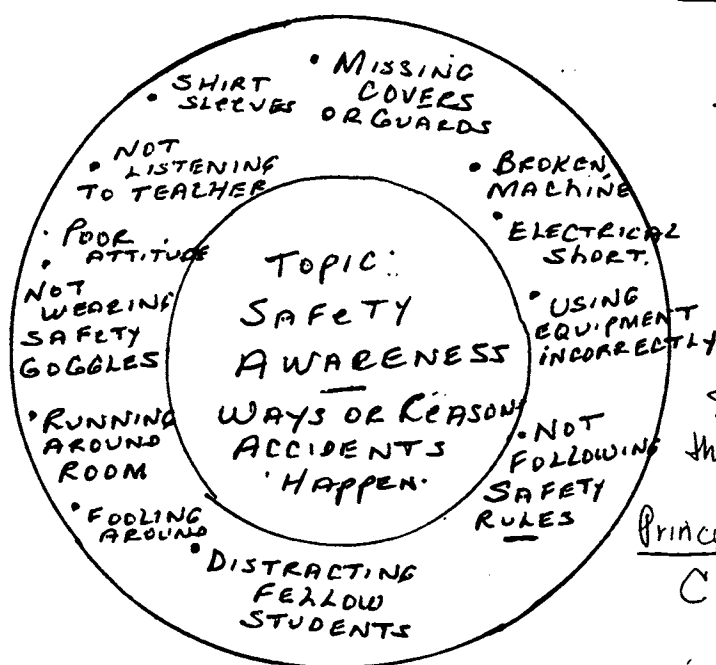 TOPIC:
SAFETY
AWARENESS
WAYS OR REASON
ACCIDENTS
HAPPEN.
• MISSING
COVERS
OR GUARDS
• BROKEN
MACHINE
• ELECTRICAL
SHORT.
• USING
EQUIPMENT
INCORRECTLY
• NOT
FOLLOWING
SAFETY
RULES
• DISTRACTING
FELLOW
STUDENTS
• FOOLING
AROUND
• RUNNING
AROUND
ROOM
• NOT
WEARING
SAFETY
GOGGLES
• POOR
ATTITUDE
• NOT
LISTENING
TO TEACHER
• SHIRT
SLEEVES
th
Princ
C